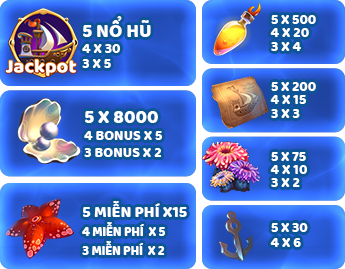 Jackpot
5 NỔ HŨ
4 X 30
3 X 5
5 X 8000
4 BONUS X 5
3 BONUS X 2
5 MIỄN PHÍ X15
4 MIỄN PHÍ X 5
3 MIỄN PHÍ X 2
5 X 500
4 X 20
3 X 4
5 X 200
4 X 15
3 X 3
5 X 75
4 X 10
3 X 2
5 X 30
4 X 6